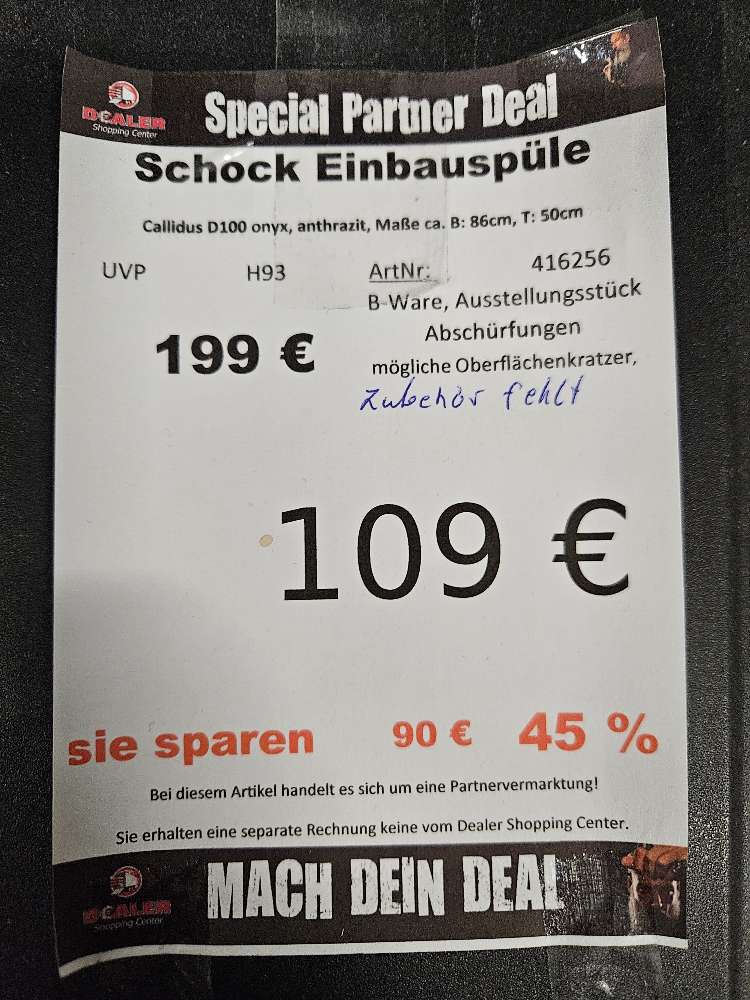 DEALER
Shopping Center
Special Partner Deal
Schock Einbauspüle
Callidus D100 onyx, anthrazit, Maße ca. B: 86cm, T: 50cm
UVP H93 ArtNr: 416256
B-Ware, Ausstellungsstück
199 € Abschürfungen
mögliche Oberflächenkratzer,
Zubehör fehlt
109 €
sie sparen 90 € 45 %
Bei diesem Artikel handelt es sich um eine Partnervermarktung!
Sie erhalten eine separate Rechnung keine vom Dealer Shopping Center.
DEALER
Shopping Center
MACH DEIN DEAL